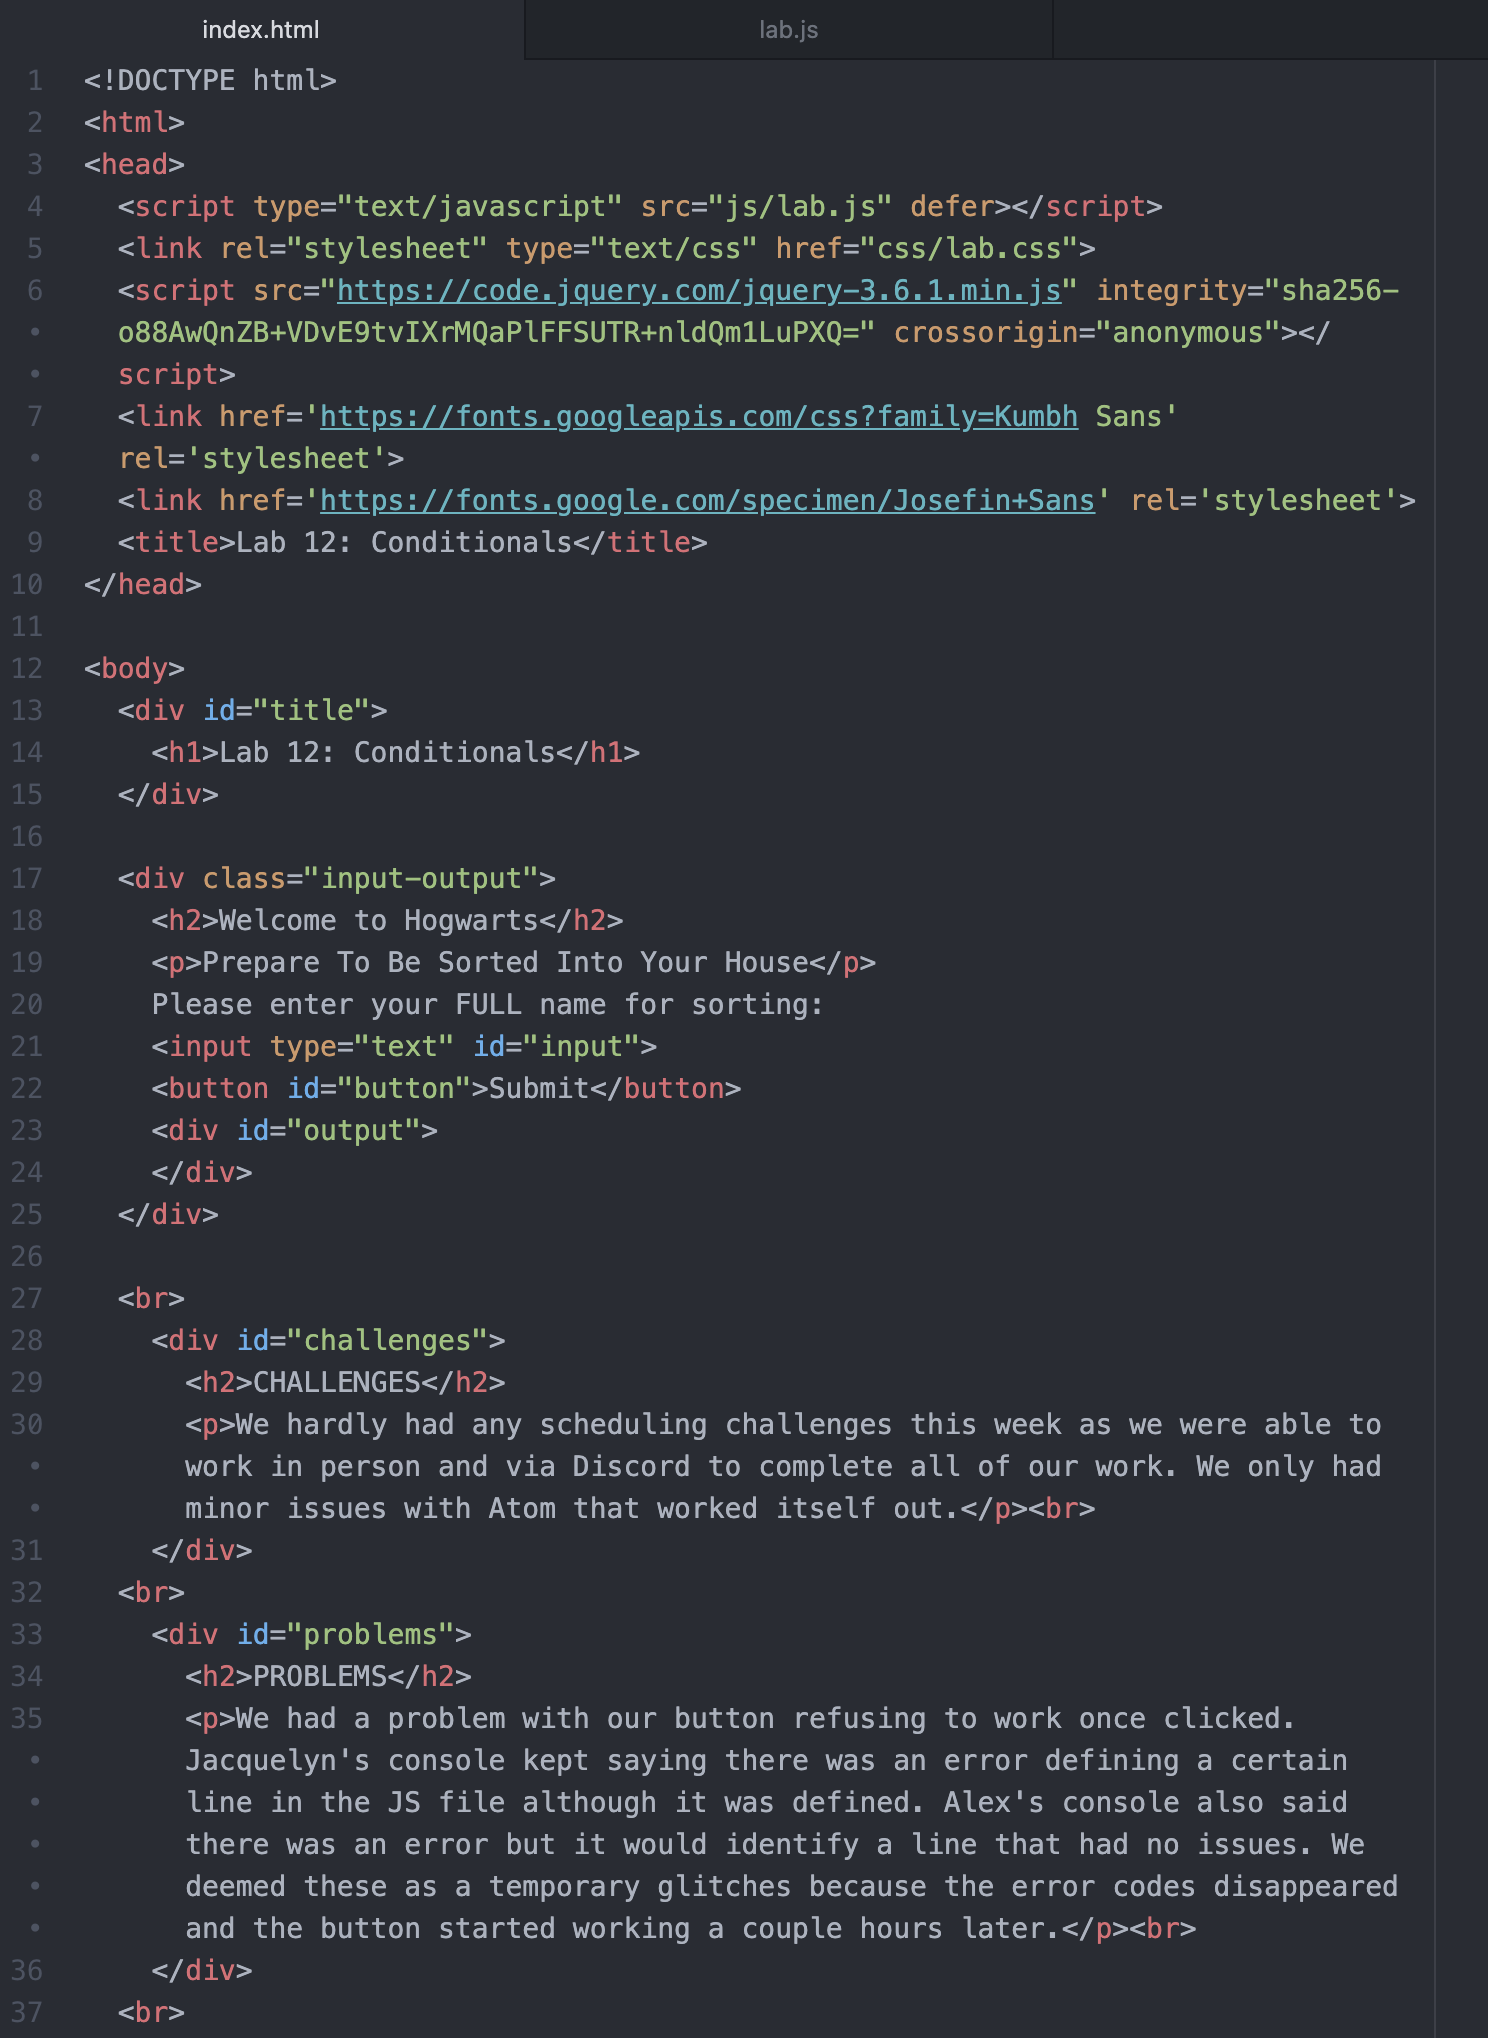 index.html
lab.js
1 <!DOCTYPE html>
2 <html>
3 <head>
4 <script type="text/javascript" src="js/lab.js" defer></script>
5 <link rel="stylesheet" type="text/css" href="css/lab.css">
6 <script src="https://code.jquery.com/jquery-3.6.1.min.js" integrity="sha256-
• o88AwQnZB+VDvE9tvIXrMQaPlFFSUTR+nldQm1LuPXQ=" crossorigin="anonymous"></
• script>
7 <link href='https://fonts.googleapis.com/css?family=Kumbh Sans'
• rel='stylesheet'>
8 <link href='https://fonts.google.com/specimen/Josefin+Sans' rel='stylesheet'>
9 <title>Lab 12: Conditionals</title>
10 </head>
11
12 <body>
13 <div id="title">
14 <h1>Lab 12: Conditionals</h1>
15 </div>
16
17 <div class="input-output">
18 <h2>Welcome to Hogwarts</h2>
19 <p>Prepare To Be Sorted Into Your House</p>
20 Please enter your FULL name for sorting:
21 <input type="text" id="input">
22 <button id="button">Submit</button>
23 <div id="output">
24 </div>
25 </div>
26
27 <br>
28 <div id="challenges">
29 <h2>CHALLENGES</h2>
30 <p>We hardly had any scheduling challenges this week as we were able to
• work in person and via Discord to complete all of our work. We only had
• minor issues with Atom that worked itself out.</p><br>
31 </div>
32 <br>
33 <div id="problems">
34 <h2>PROBLEMS</h2>
35 <p>We had a problem with our button refusing to work once clicked.
• Jacquelyn's console kept saying there was an error defining a certain
• line in the JS file although it was defined. Alex's console also said
• there was an error but it would identify a line that had no issues. We
• deemed these as a temporary glitches because the error codes disappeared
• and the button started working a couple hours later.</p><br>
36 </div>
37 <br>